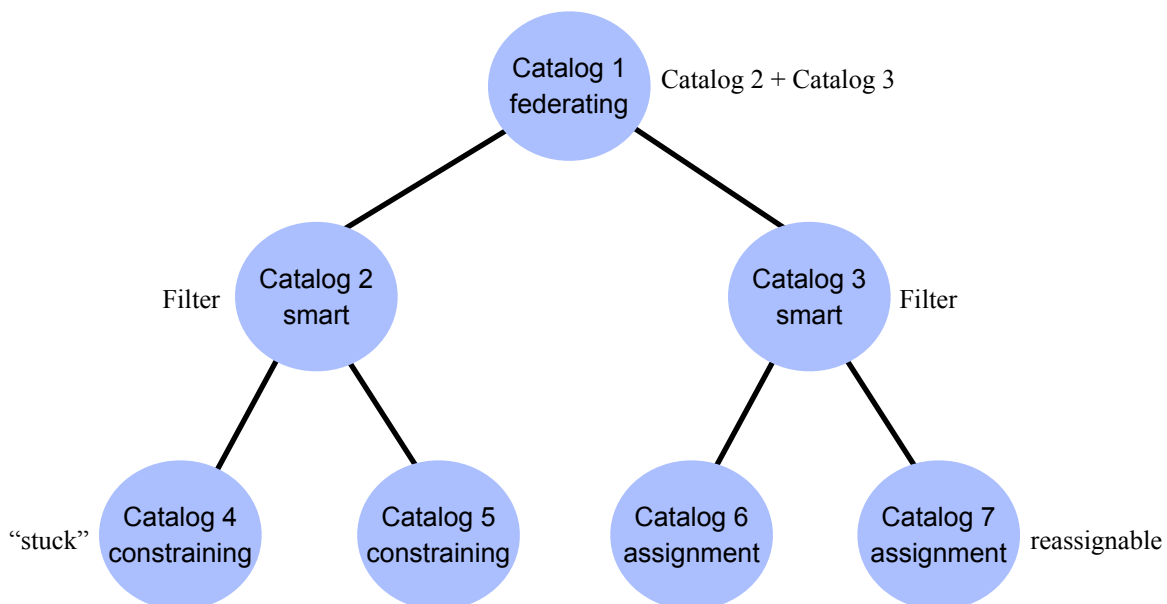 Catalog 1
federating
Catalog 2 + Catalog 3
Filter
Catalog 2
smart
Catalog 3
smart
Filter
“stuck”
Catalog 4
constraining
Catalog 5
constraining
Catalog 6
assignment
Catalog 7
assignment
reassignable